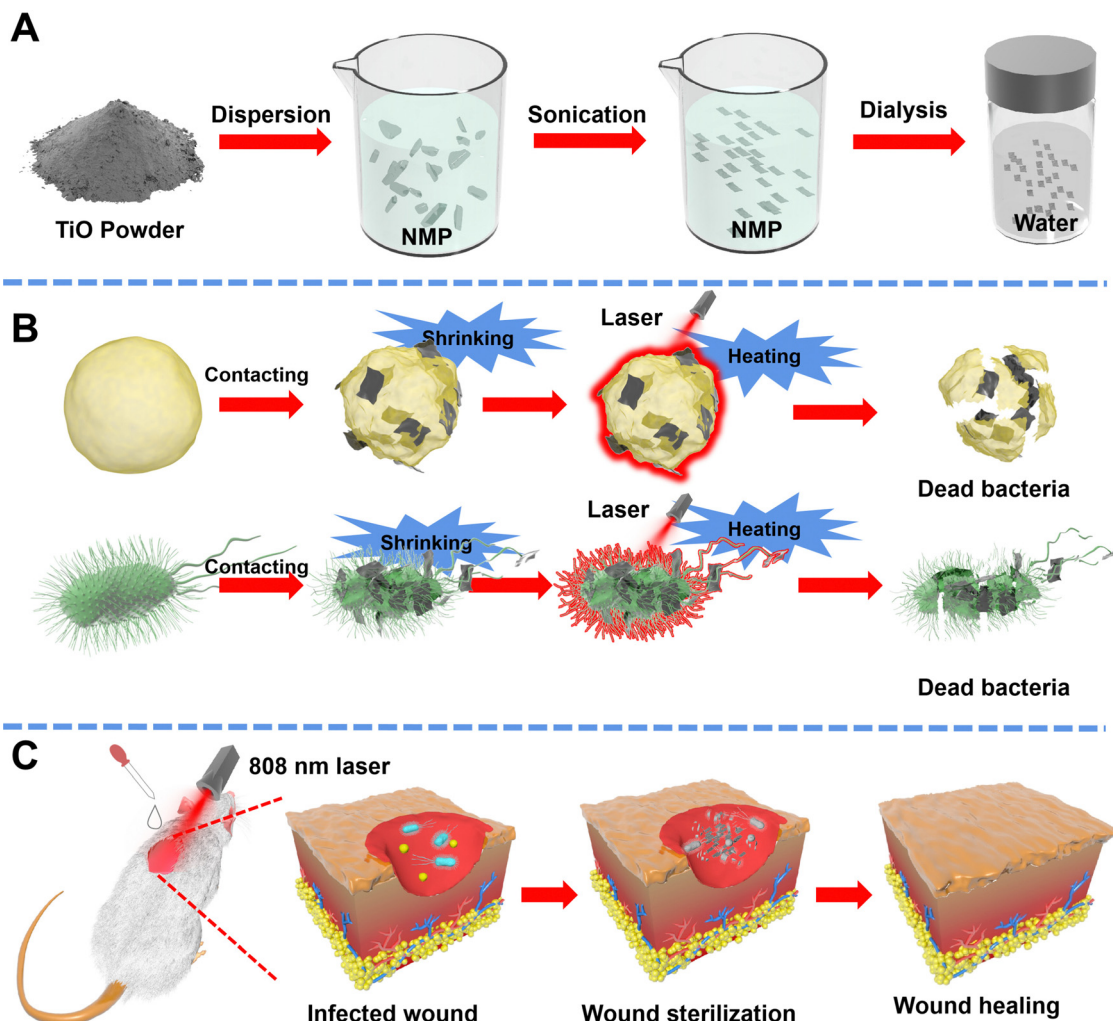 A
Dispersion
Sonication
Dialysis
TiO Powder
NMP
NMP
Water
B
Contacting
Shrinking
Laser
Heating
Dead bacteria
Contacting
Shrinking
Laser
Heating
Dead bacteria
C
808 nm laser
Infected wound
Wound sterilization
Wound healing